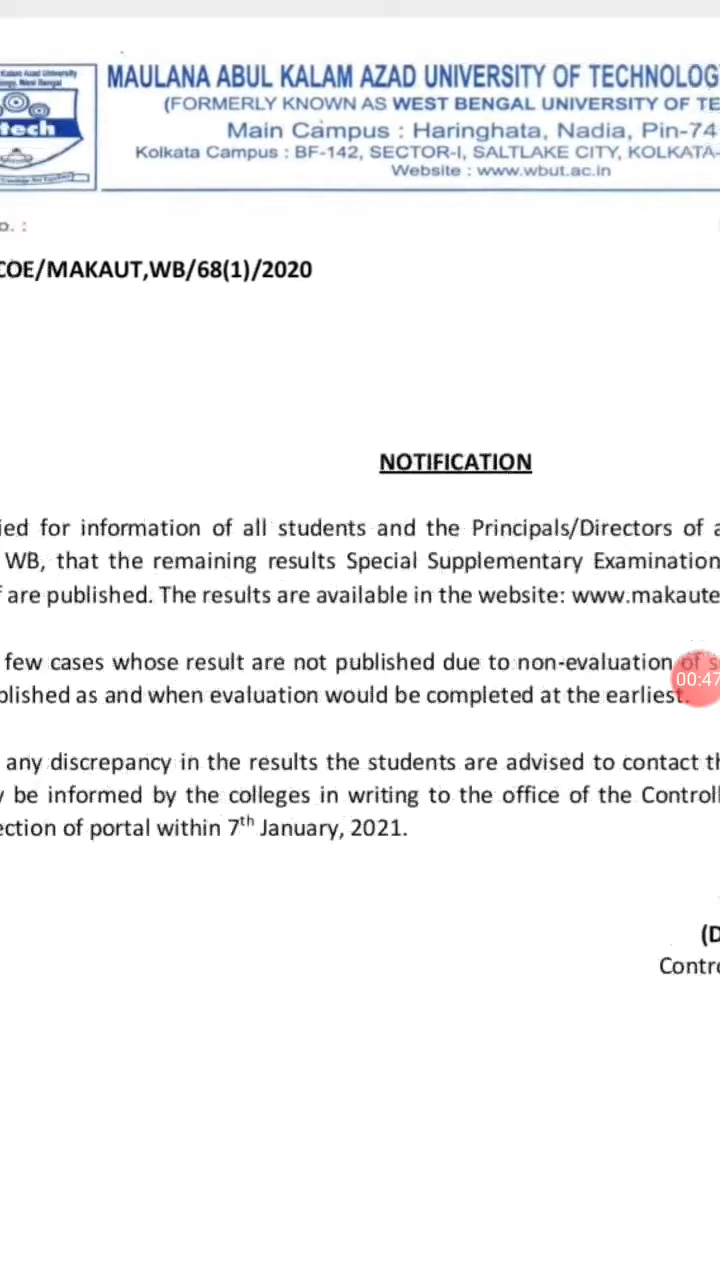 MAULANA ABUL KALAM AZAD UNIVERSITY OF TECHNOLOG
(FORMERLY KNOWN AS WEST BENGAL UNIVERSITY OF TE
tech
Main Campus : Haringhata, Nadia, Pin-74
Kolkata Campus : BF-142, SECTOR-I, SALTLAKE CITY, KOLKATA-
Website : www.wbut.ac.in
o. :
COE/MAKAUT,WB/68(1)/2020
NOTIFICATION
ied for information of all students and the Principals/Directors of a
WB, that the remaining results Special Supplementary Examination
f are published. The results are available in the website: www.makaute
few cases whose result are not published due to non-evaluation of s
blished as and when evaluation would be completed at the earliest.
00:47
any discrepancy in the results the students are advised to contact th
y be informed by the colleges in writing to the office of the Controll
ection of portal within 7th January, 2021.
(D
Contro